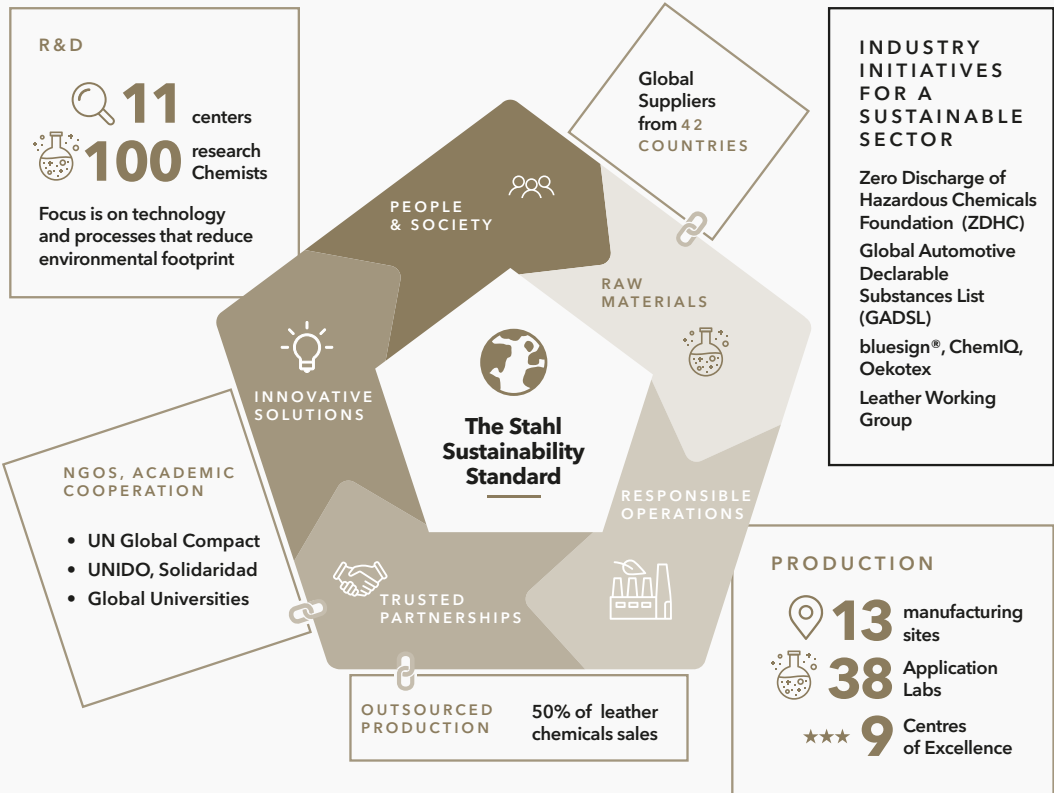 R&D
11 centers
100 research
Chemists
Focus is on technology
and processes that reduce
environmental footprint
Global
Suppliers
from 42
COUNTRIES
INDUSTRY
INITIATIVES
FOR A
SUSTAINABLE
SECTOR
Zero Discharge of
Hazardous Chemicals
Foundation (ZDHC)
Global Automotive
Declarable
Substances List
(GADSL)
bluesign®, ChemIQ,
Oekotex
Leather Working
Group
PEOPLE
& SOCIETY
RAW
MATERIALS
INNOVATIVE
SOLUTIONS
The Stahl
Sustainability
Standard
RESPONSIBLE
OPERATIONS
TRUSTED
PARTNERSHIPS
NGOS, ACADEMIC
COOPERATION
• UN Global Compact
• UNIDO, Solidaridad
• Global Universities
OUTSOURCED
PRODUCTION
50% of leather
chemicals sales
PRODUCTION
13 manufacturing
sites
38 Application
Labs
9 Centres
of Excellence